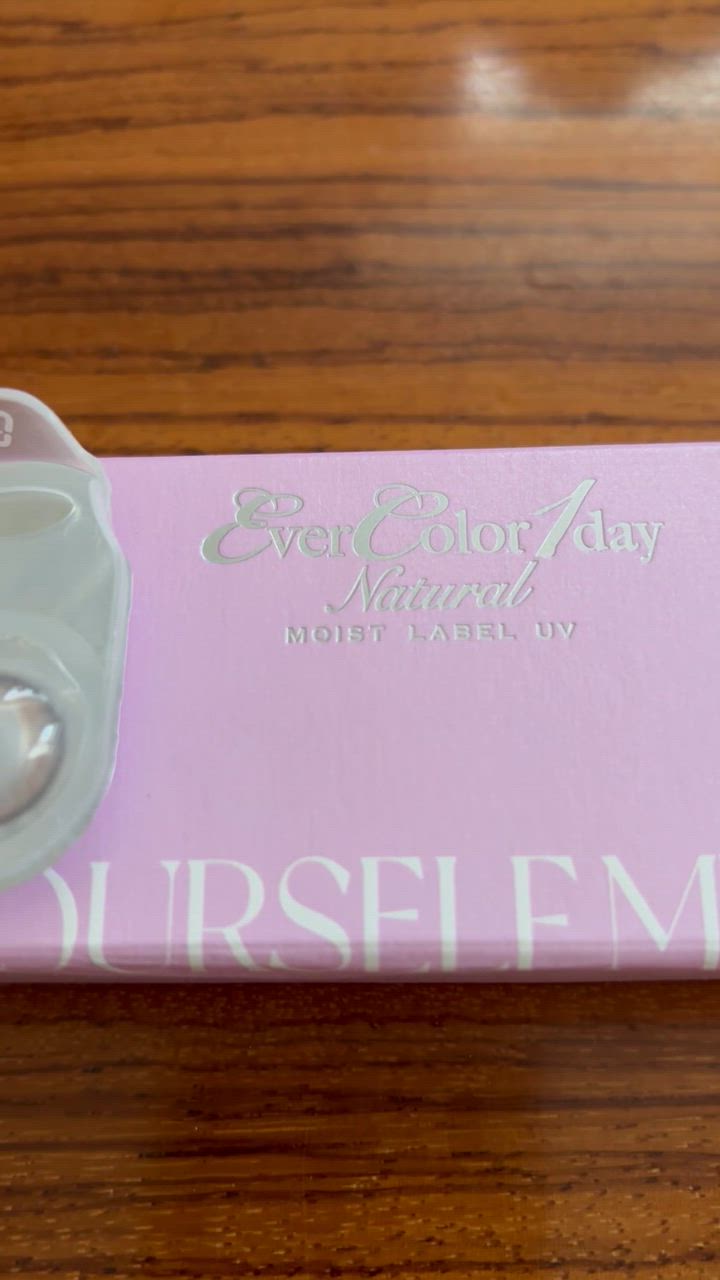 EverColor1day
Natural
MOIST LABEL UV
OURSELF M